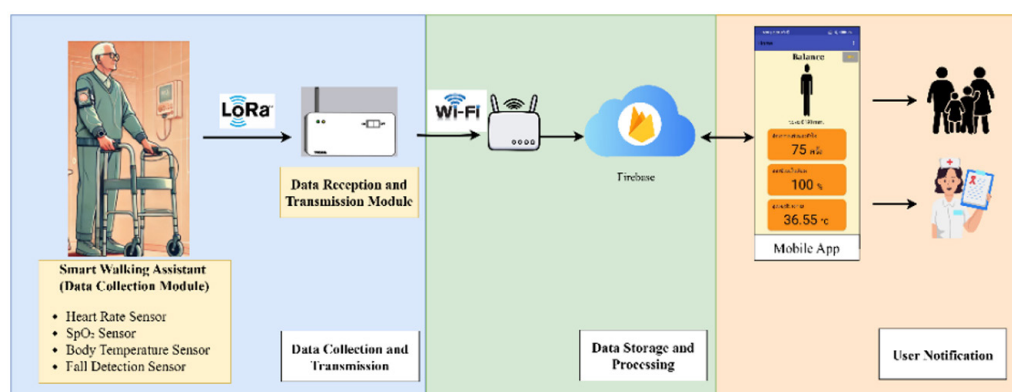 LoRa
Wi-Fi
Data Reception and
Transmission Module
Firebase
Balance
75
100 %
36.55 °C
Mobile App
Smart Walking Assistant
(Data Collection Module)
• Heart Rate Sensor
• SpO₂ Sensor
• Body Temperature Sensor
• Fall Detection Sensor
Data Collection and
Transmission
Data Storage and
Processing
User Notification